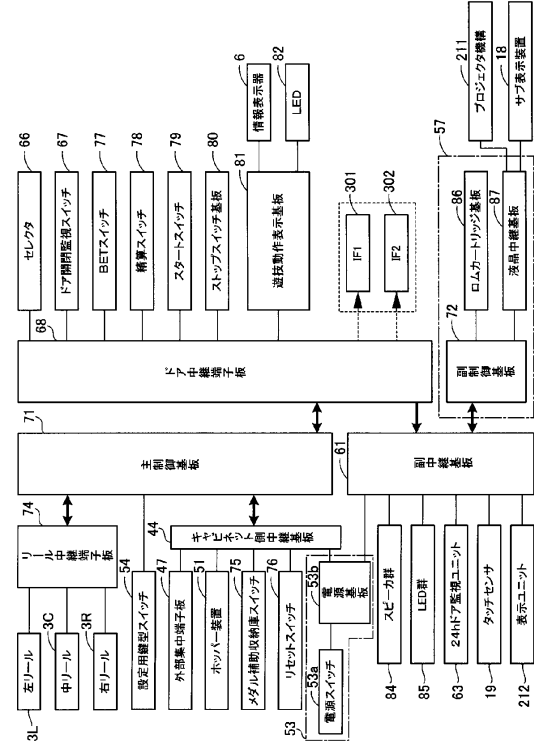 66
セレクタ
67
ドア開閉監視スイッチ
77
BETスイッチ
78
精算スイッチ
79
スタートスイッチ
80
ストップスイッチ基板
81
遊技動作表示基板
6
情報表示器
82
LED
68
ドア中継端子板
301
IF1
302
IF2
57
86
ロムカートリッジ基板
87
液晶中継基板
72
副制御基板
211
プロジェクタ機構
18
サブ表示装置
71
主制御基板
61
副中継基板
74
リール中継端子板
左リール
3L
中リール
3C
右リール
3R
54
設定用鍵型スイッチ
44
キャビネット側中継基板
47
外部集中端子板
51
ホッパー装置
75
メダル補助収納庫スイッチ
76
リセットスイッチ
53
53a
電源スイッチ
53b
電源基板
84
スピーカ群
85
LED群
63
24hドア監視ユニット
19
タッチセンサ
212
表示ユニット